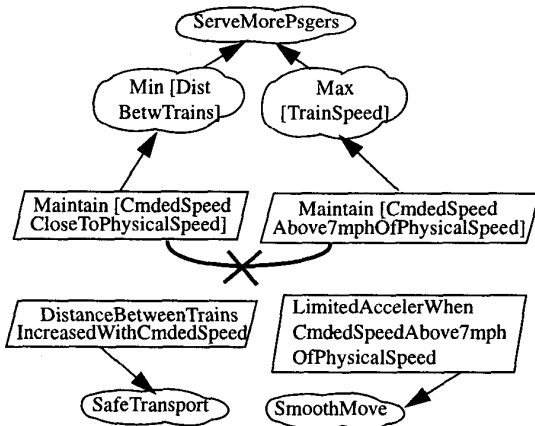 ServeMorePsgers
Min [Dist
BetwTrains]
Max
[TrainSpeed]
Maintain [CmdedSpeed
CloseToPhysicalSpeed]
Maintain [CmdedSpeed
Above7mphOfPhysicalSpeed]
DistanceBetweenTrains
IncreasedWithCmdedSpeed
LimitedAccelerWhen
CmdedSpeedAbove7mph
OfPhysicalSpeed
SafeTransport
SmoothMove